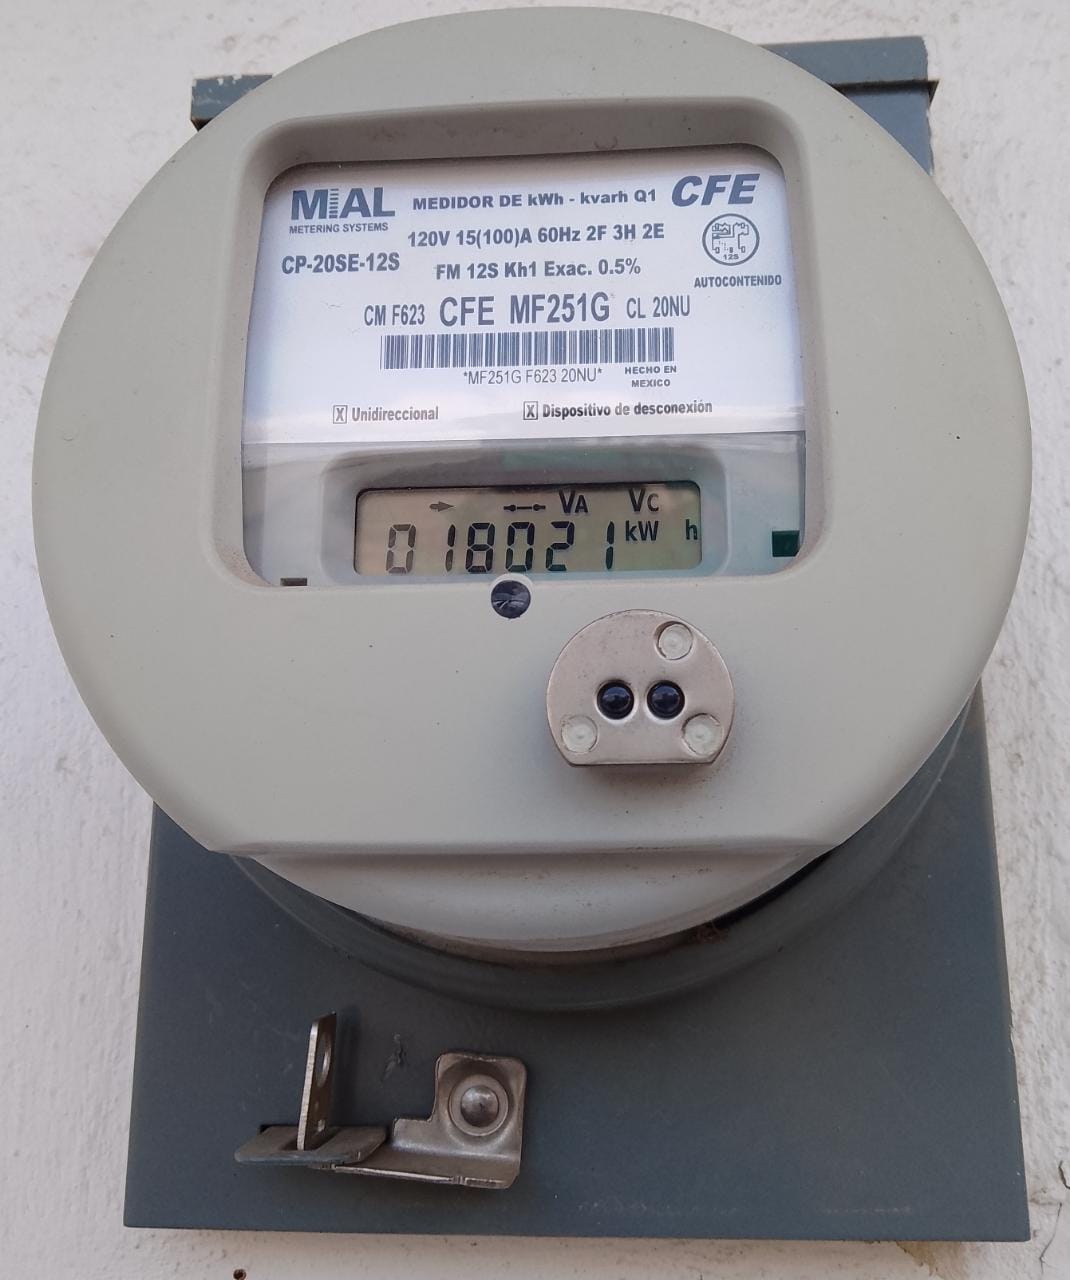 MIAL
METERING SYSTEMS
MEDIDOR DE kWh - kvarh Q1
CFE
120V 15(100)A 60Hz 2F 3H 2E
CP-20SE-12S
FM 12S Kh1 Exac. 0.5%
12S
AUTOCONTENIDO
CM F623 CFE MF251G CL 20NU
*MF251G F623 20NU*
HECHO EN
MEXICO
X Unidireccional
X Dispositivo de desconexión
VA VC
018021 kW h